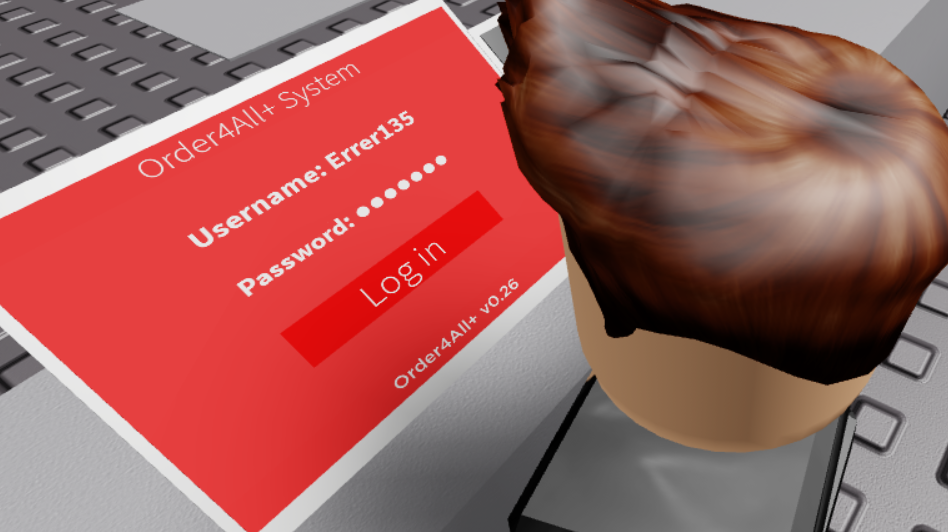 Order4All+ System
Username: Errer135
Password: ●●●●●●●
Log in
Order4All+ v0.26